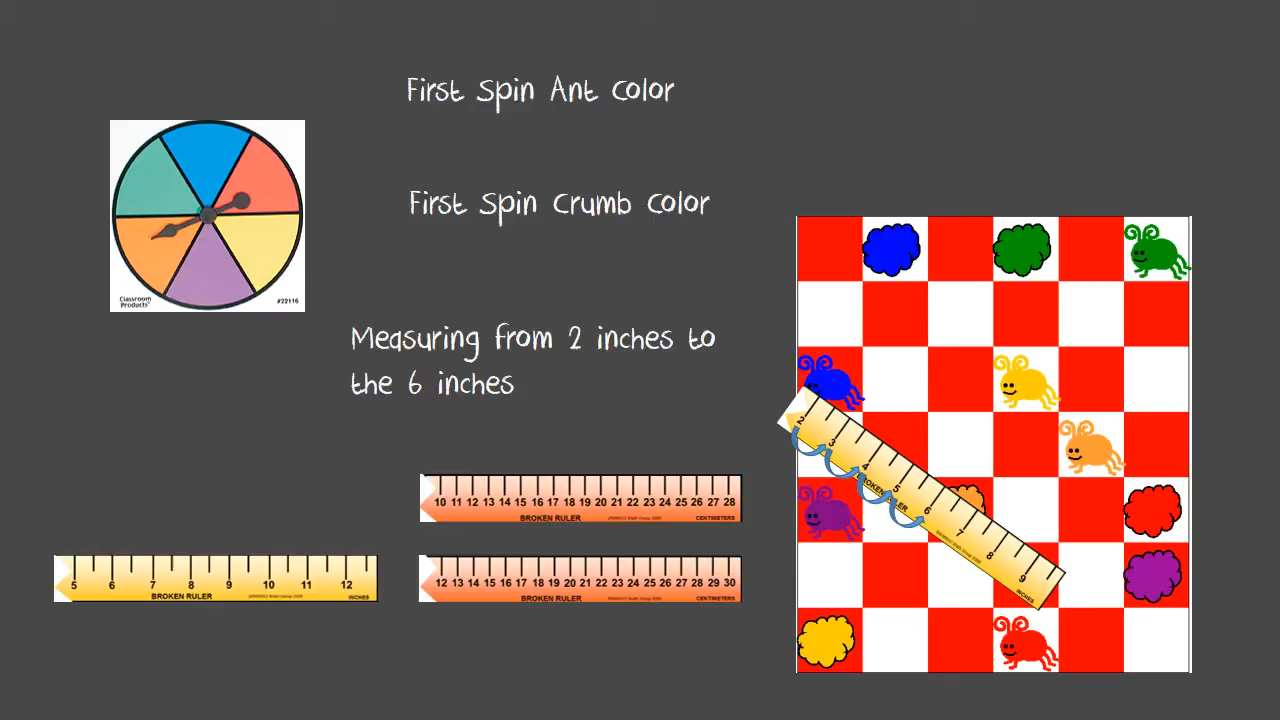 First Spin Ant Color
First Spin Crumb Color
Classroom
Products™
#22116
Measuring from 2 inches to
the 6 inches
10 11 12 13 14 15 16 17 18 19 20 21 22 23 24 25 26 27 28
BROKEN RULER
CENTIMETERS
5 6 7 8 9 10 11 12
BROKEN RULER
INCHES
12 13 14 15 16 17 18 19 20 21 22 23 24 25 26 27 28 29 30
BROKEN RULER
CENTIMETERS
2 3 4 5 6 7 8 9
BROKEN RULER
INCHES